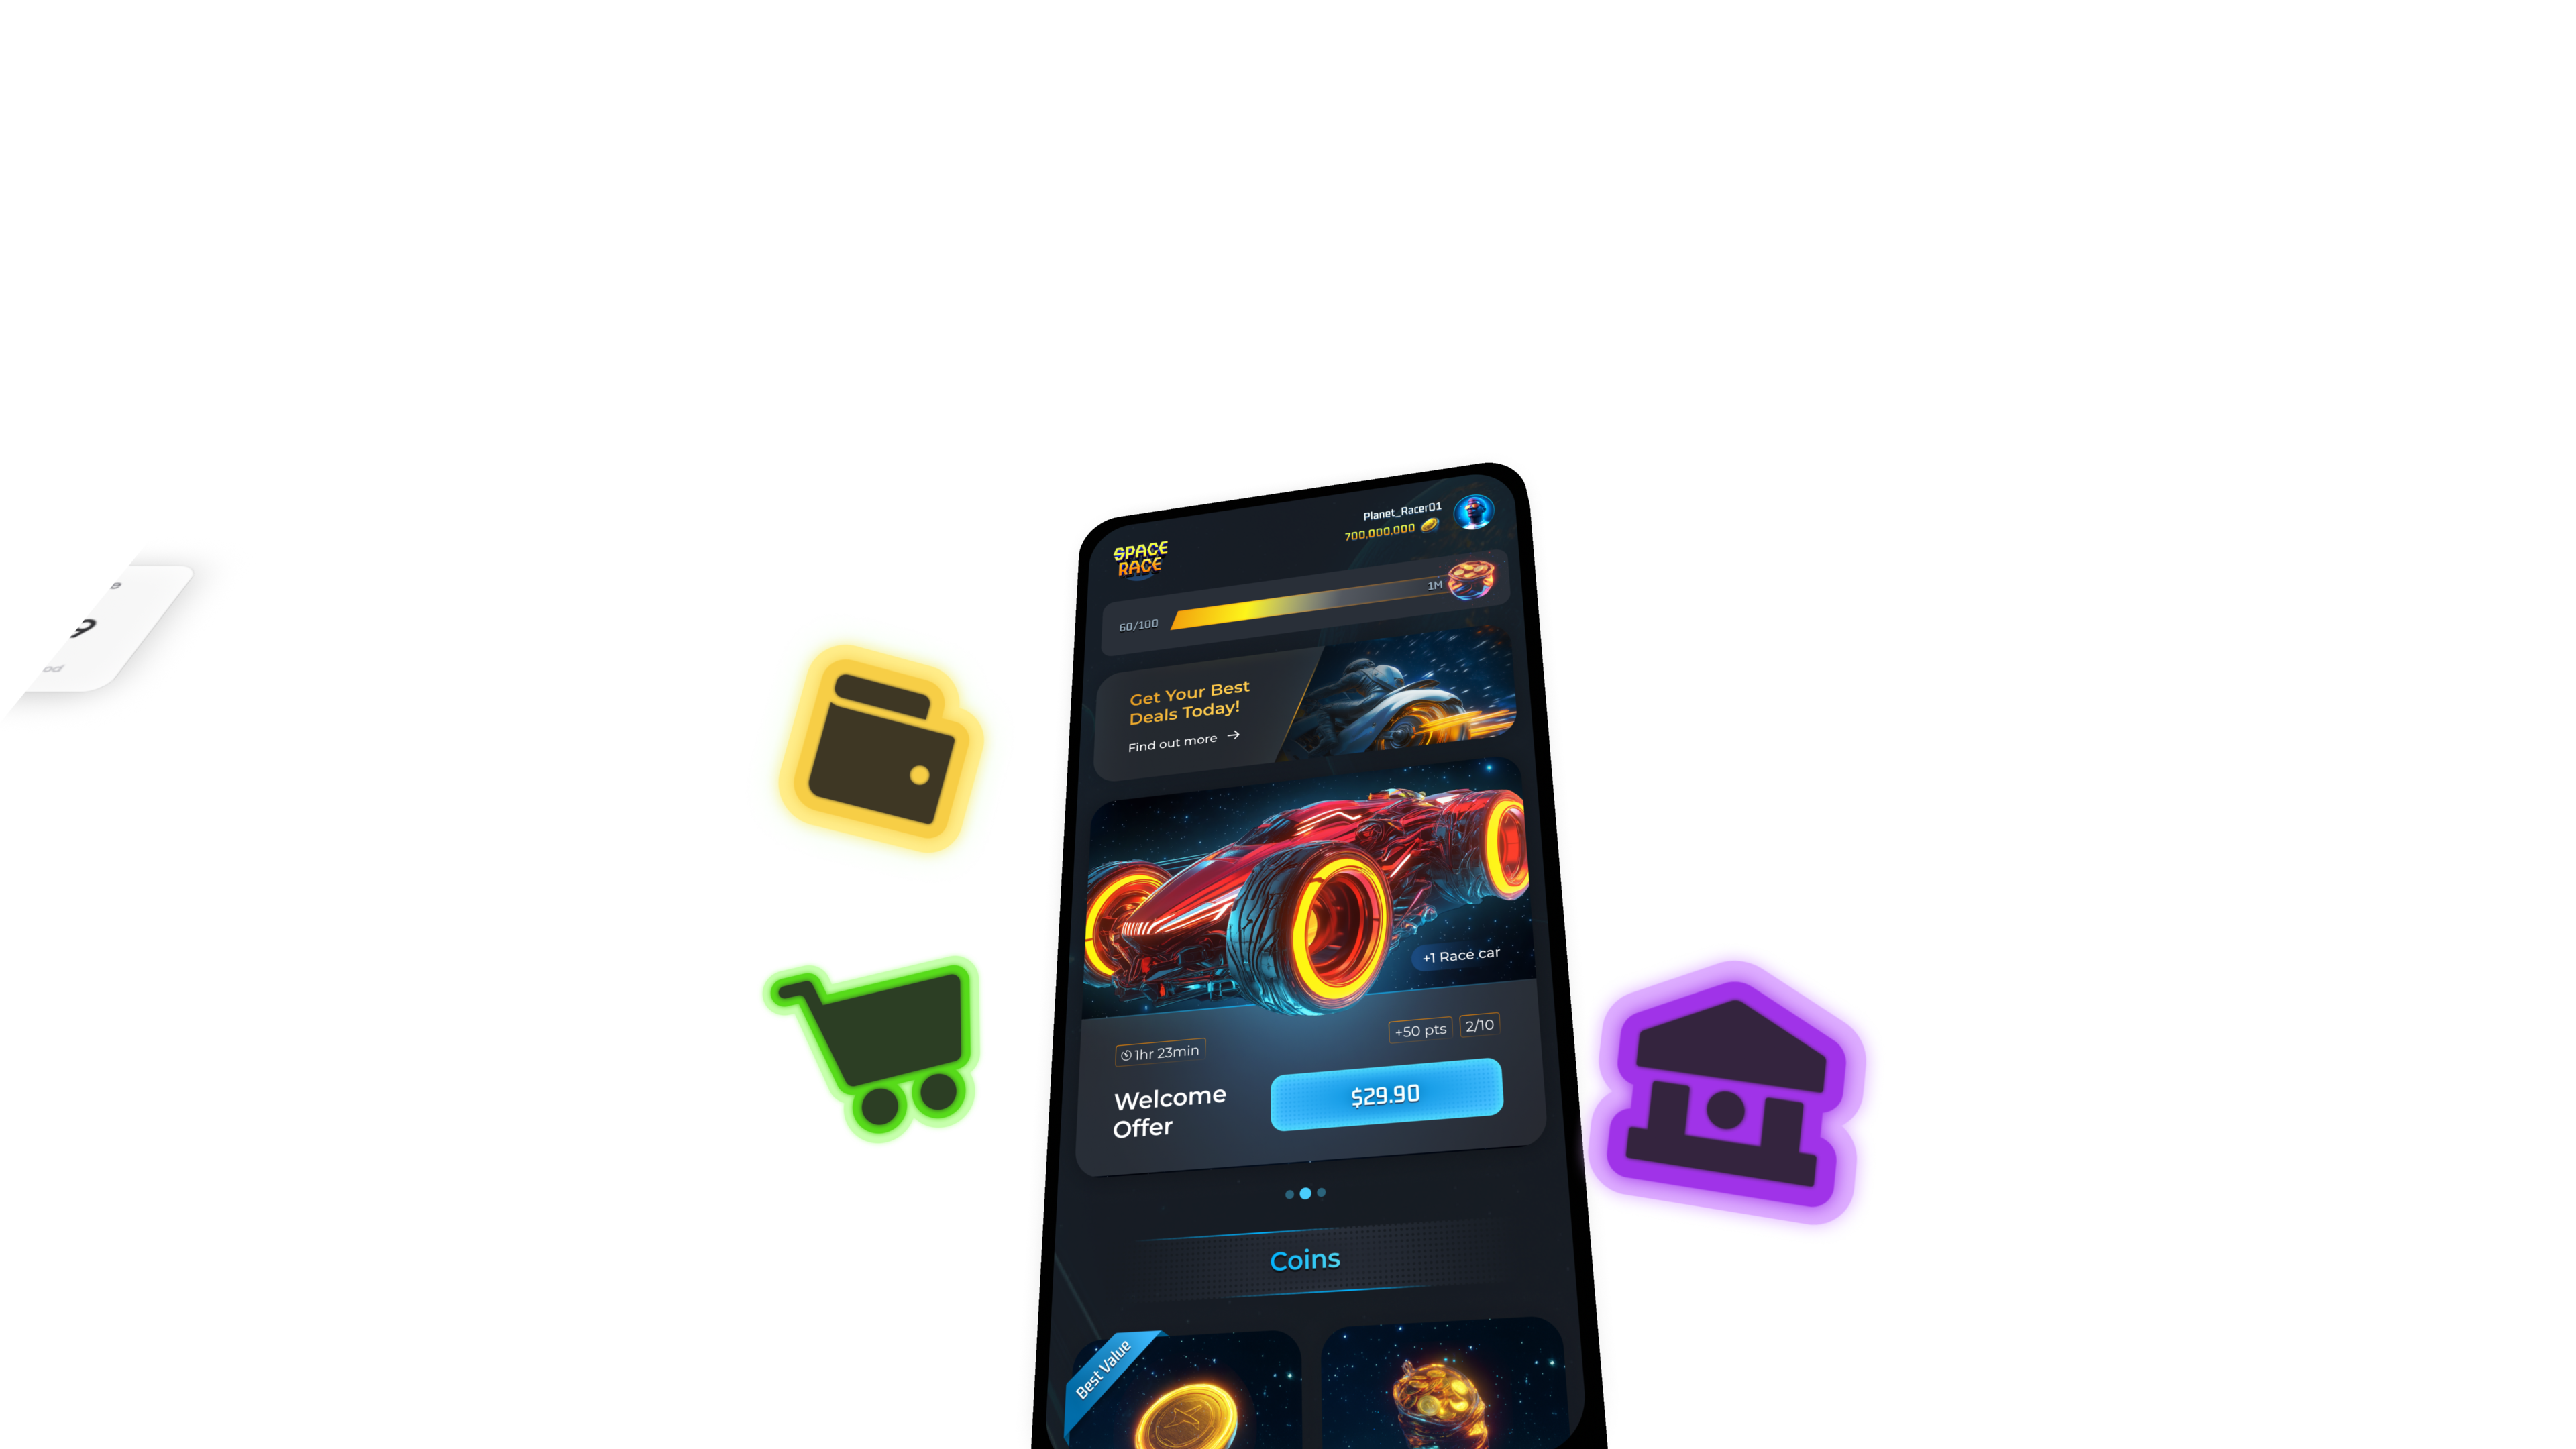 Planet_Racer01
700,000,000
SPACE
RACE
60/100
1M
Get Your Best
Deals Today!
Find out more
+1 Race car
1hr 23min
+50 pts
2/10
Welcome
Offer
$29.90
Coins
Best Value